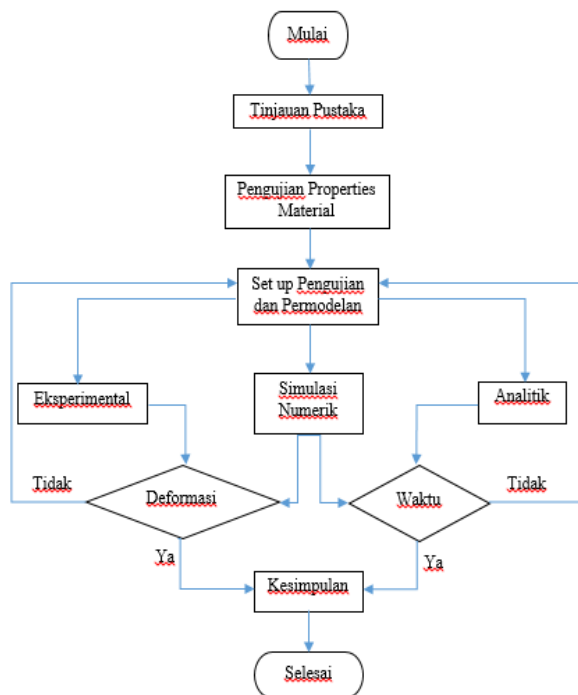 Mulai
Tinjauan Pustaka
Pengujian Properties
Material
Set up Pengujian
dan Permodelan
Eksperimental
Simulasi
Numerik
Analitik
Tidak
Deformasi
Waktu
Tidak
Ya
Ya
Kesimpulan
Selesai